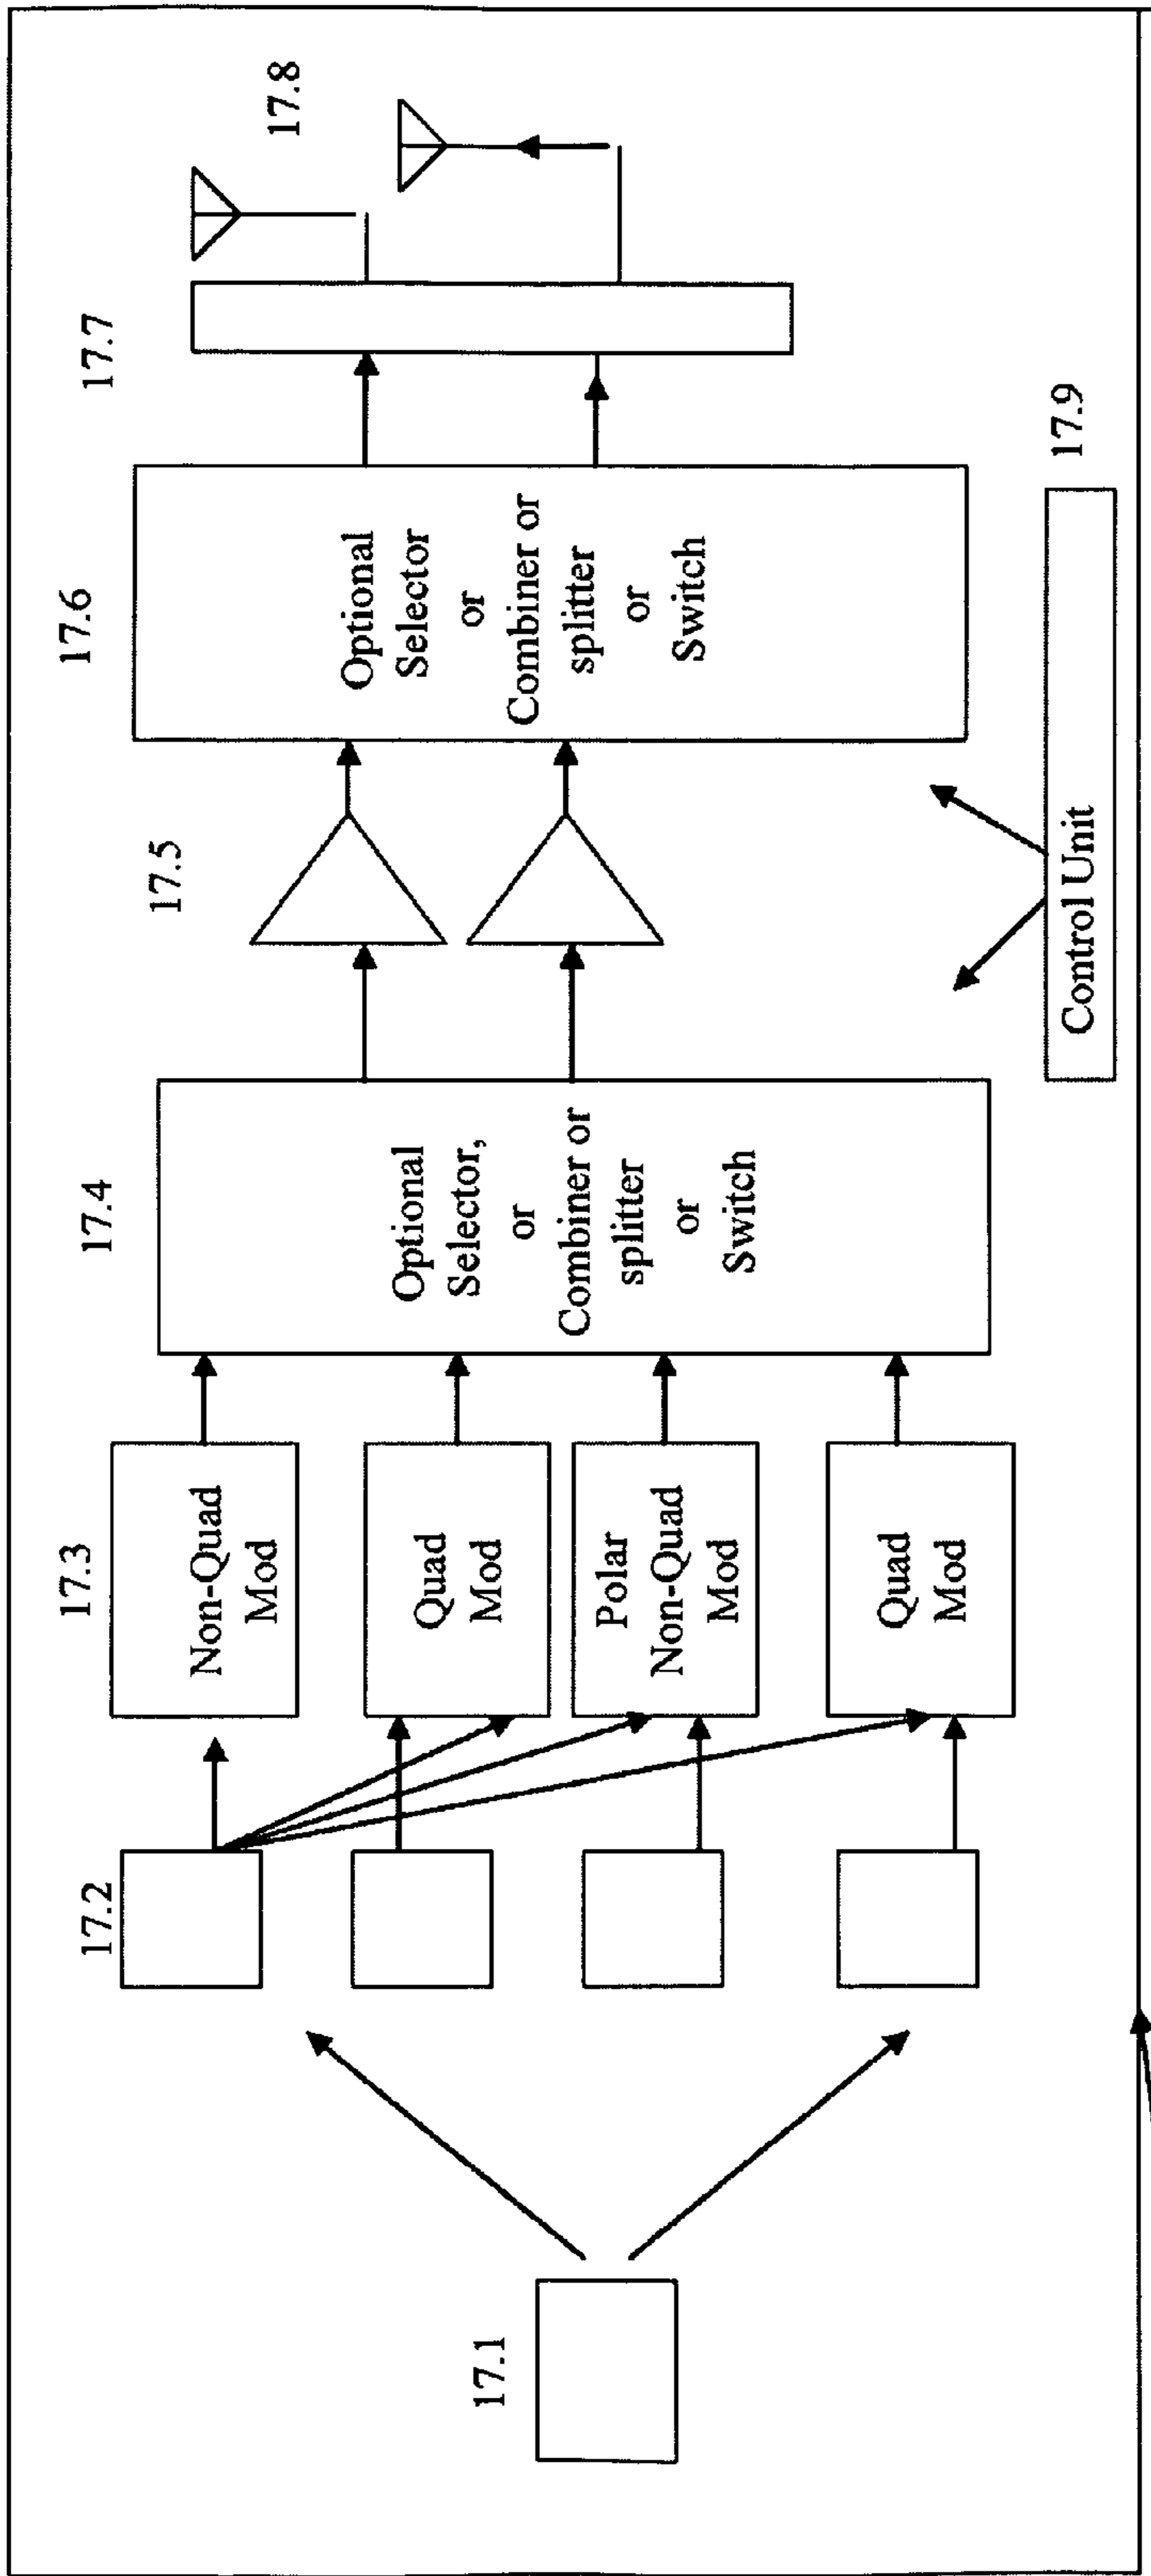 17.1
17.2
17.3
Non-Quad
Mod
Quad
Mod
Polar
Non-Quad
Mod
Quad
Mod
17.4
Optional
Selector,
or
Combiner or
splitter
or
Switch
17.5
17.6
Optional
Selector
or
Combiner or
splitter
or
Switch
17.7
17.8
Control Unit
17.9